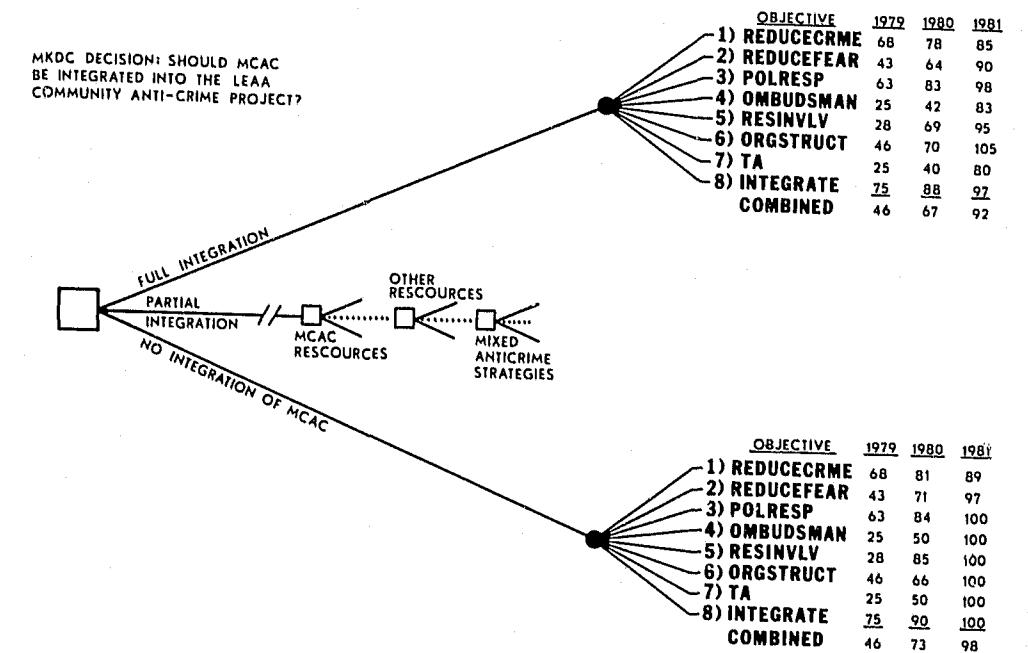 MKDC DECISION: SHOULD MCAC
BE INTEGRATED INTO THE LEAA
COMMUNITY ANTI-CRIME PROJECT?
OBJECTIVE 1979 1980 1981
1) REDUCECRME 68 78 85
2) REDUCEFEAR 43 64 90
3) POLRESP 63 83 98
4) OMBUDSMAN 25 42 83
5) RESINVLV 28 69 95
6) ORGSTRUCT 46 70 105
7) TA 25 40 80
8) INTEGRATE 75 88 97
COMBINED 46 67 92
FULL INTEGRATION
PARTIAL
INTEGRATION
MCAC
RESCOURCES
OTHER
RESCOURCES
MIXED
ANTICRIME
STRATEGIES
NO INTEGRATION OF MCAC
OBJECTIVE 1979 1980 1981
1) REDUCECRME 68 81 89
2) REDUCEFEAR 43 71 97
3) POLRESP 63 84 100
4) OMBUDSMAN 25 50 100
5) RESINVLV 28 85 100
6) ORGSTRUCT 46 66 100
7) TA 25 50 100
8) INTEGRATE 75 90 100
COMBINED 46 73 98